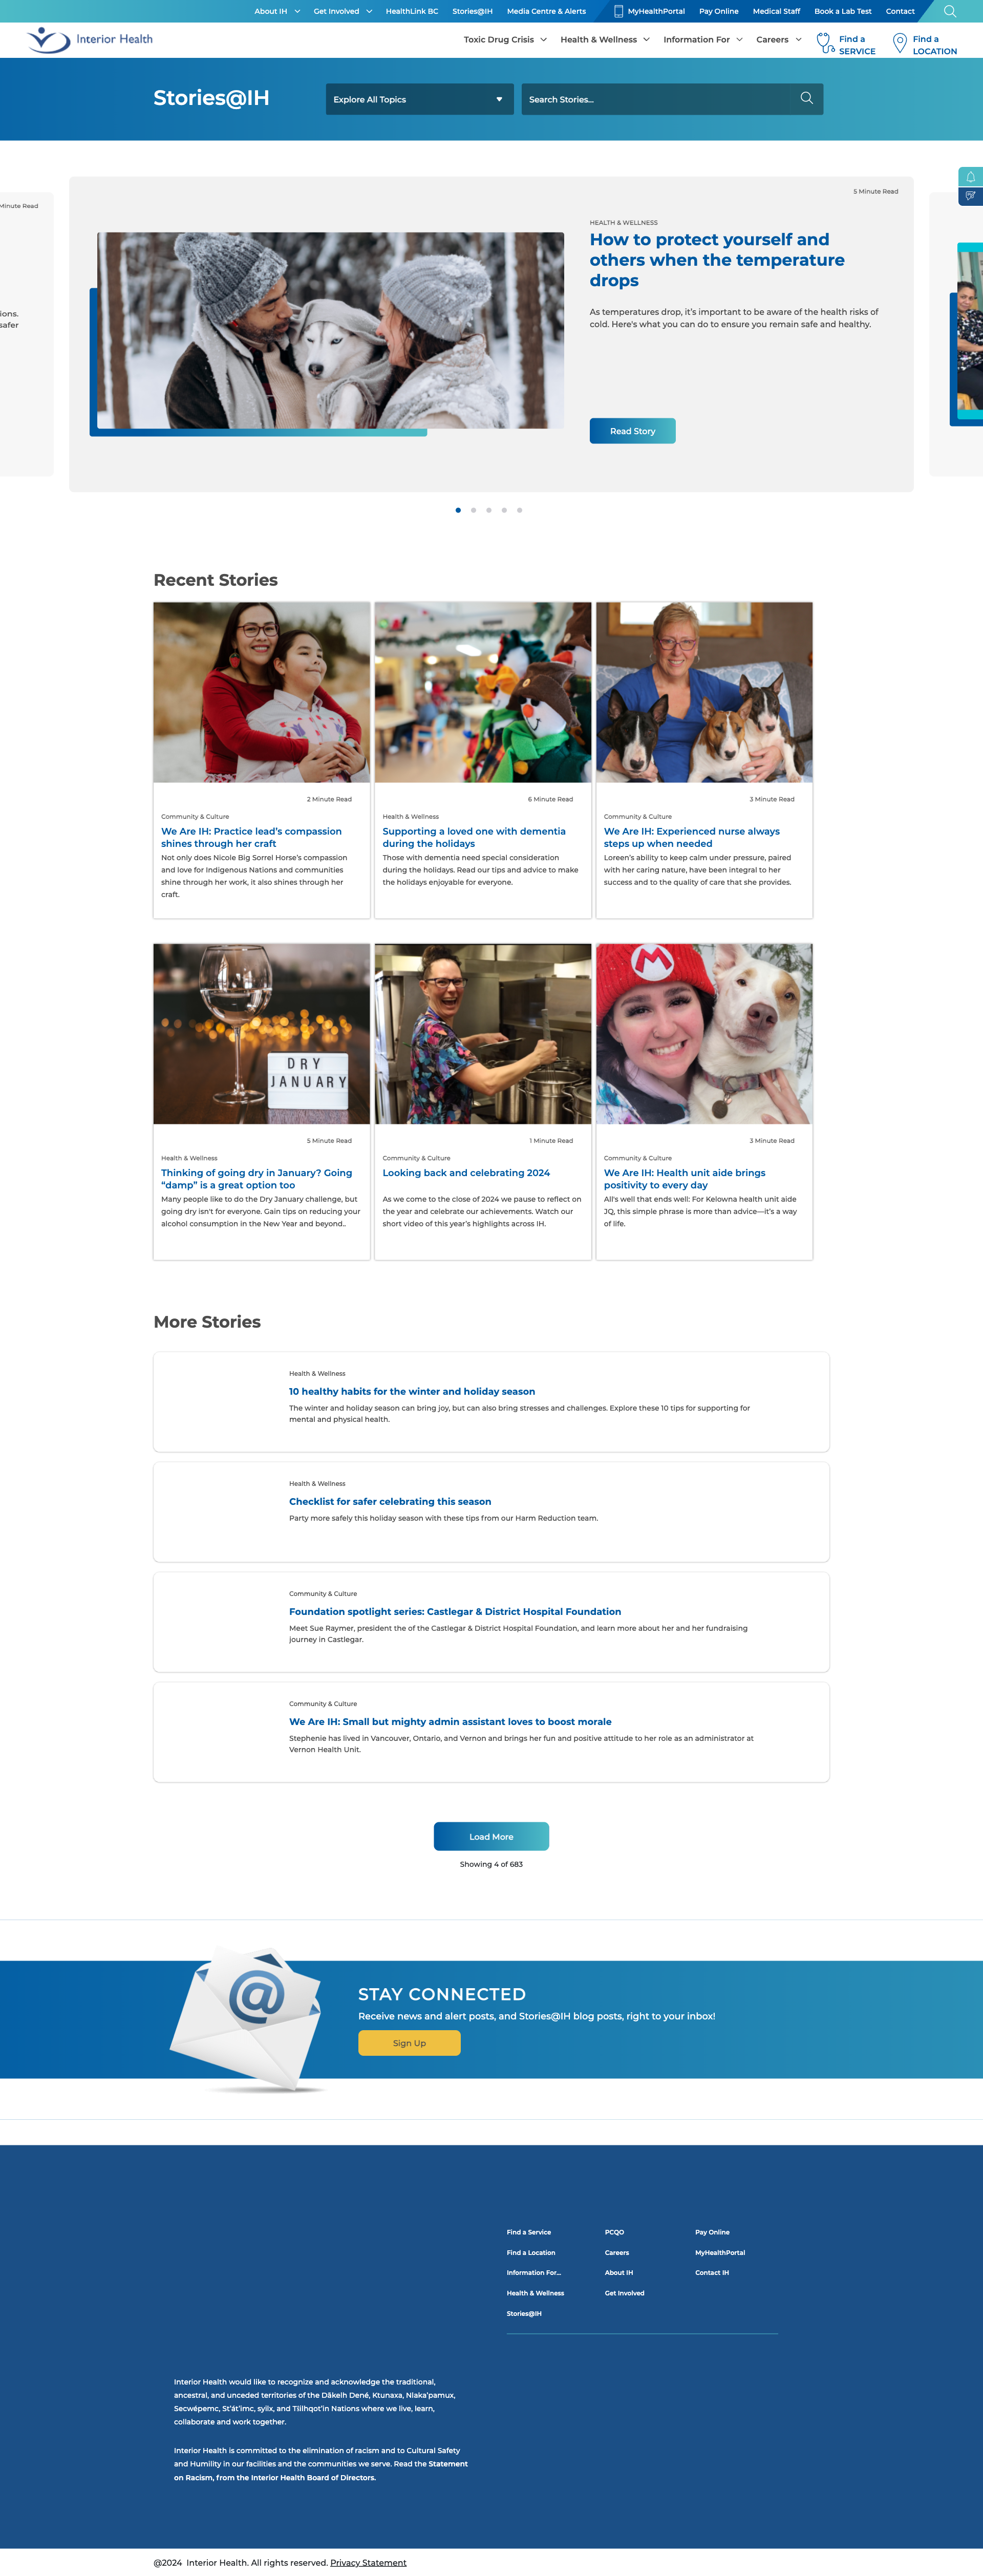 About IH
Get Involved
HealthLink BC
Stories@IH
Media Centre & Alerts
MyHealthPortal
Pay Online
Medical Staff
Book a Lab Test
Contact
Interior Health
Toxic Drug Crisis
Health & Wellness
Information For
Careers
Find a
SERVICE
Find a
LOCATION
Stories@IH
Explore All Topics
Search Stories...
Minute Read
ions.
safer
5 Minute Read
HEALTH & WELLNESS
How to protect yourself and
others when the temperature
drops
As temperatures drop, it's important to be aware of the health risks of
cold. Here's what you can do to ensure you remain safe and healthy.
Read Story
Recent Stories
2 Minute Read
Community & Culture
We Are IH: Practice lead's compassion
shines through her craft
Not only does Nicole Big Sorrel Horse's compassion
and love for Indigenous Nations and communities
shine through her work, it also shines through her
craft.
6 Minute Read
Health & Wellness
Supporting a loved one with dementia
during the holidays
Those with dementia need special consideration
during the holidays. Read our tips and advice to make
the holidays enjoyable for everyone.
3 Minute Read
Community & Culture
We Are IH: Experienced nurse always
steps up when needed
Loreen's ability to keep calm under pressure, paired
with her caring nature, have been integral to her
success and to the quality of care that she provides.
DRY
JANUARY
5 Minute Read
Health & Wellness
Thinking of going dry in January? Going
“damp” is a great option too
Many people like to do the Dry January challenge, but
going dry isn't for everyone. Gain tips on reducing your
alcohol consumption in the New Year and beyond..
1 Minute Read
Community & Culture
Looking back and celebrating 2024
As we come to the close of 2024 we pause to reflect on
the year and celebrate our achievements. Watch our
short video of this year's highlights across IH.
M
3 Minute Read
Community & Culture
We Are IH: Health unit aide brings
positivity to every day
All's well that ends well: For Kelowna health unit aide
JQ, this simple phrase is more than advice—it's a way
of life.
More Stories
Health & Wellness
10 healthy habits for the winter and holiday season
The winter and holiday season can bring joy, but can also bring stresses and challenges. Explore these 10 tips for supporting for
mental and physical health.
Health & Wellness
Checklist for safer celebrating this season
Party more safely this holiday season with these tips from our Harm Reduction team.
Community & Culture
Foundation spotlight series: Castlegar & District Hospital Foundation
Meet Sue Raymer, president the of the Castlegar & District Hospital Foundation, and learn more about her and her fundraising
journey in Castlegar.
Community & Culture
We Are IH: Small but mighty admin assistant loves to boost morale
Stephenie has lived in Vancouver, Ontario, and Vernon and brings her fun and positive attitude to her role as an administrator at
Vernon Health Unit.
Load More
Showing 4 of 683
@
STAY CONNECTED
Receive news and alert posts, and Stories@IH blog posts, right to your inbox!
Sign Up
Find a Service
Find a Location
Information For...
Health & Wellness
Stories@IH
PCQO
Careers
About IH
Get Involved
Pay Online
MyHealthPortal
Contact IH
Interior Health would like to recognize and acknowledge the traditional,
ancestral, and unceded territories of the Dãkelh Dené, Ktunaxa, Nlaka'pamux,
Secwépemc, St'át'imc, syilx, and Tŝilhqot'in Nations where we live, learn,
collaborate and work together.
Interior Health is committed to the elimination of racism and to Cultural Safety
and Humility in our facilities and the communities we serve. Read the Statement
on Racism, from the Interior Health Board of Directors.
@2024 Interior Health. All rights reserved. Privacy Statement